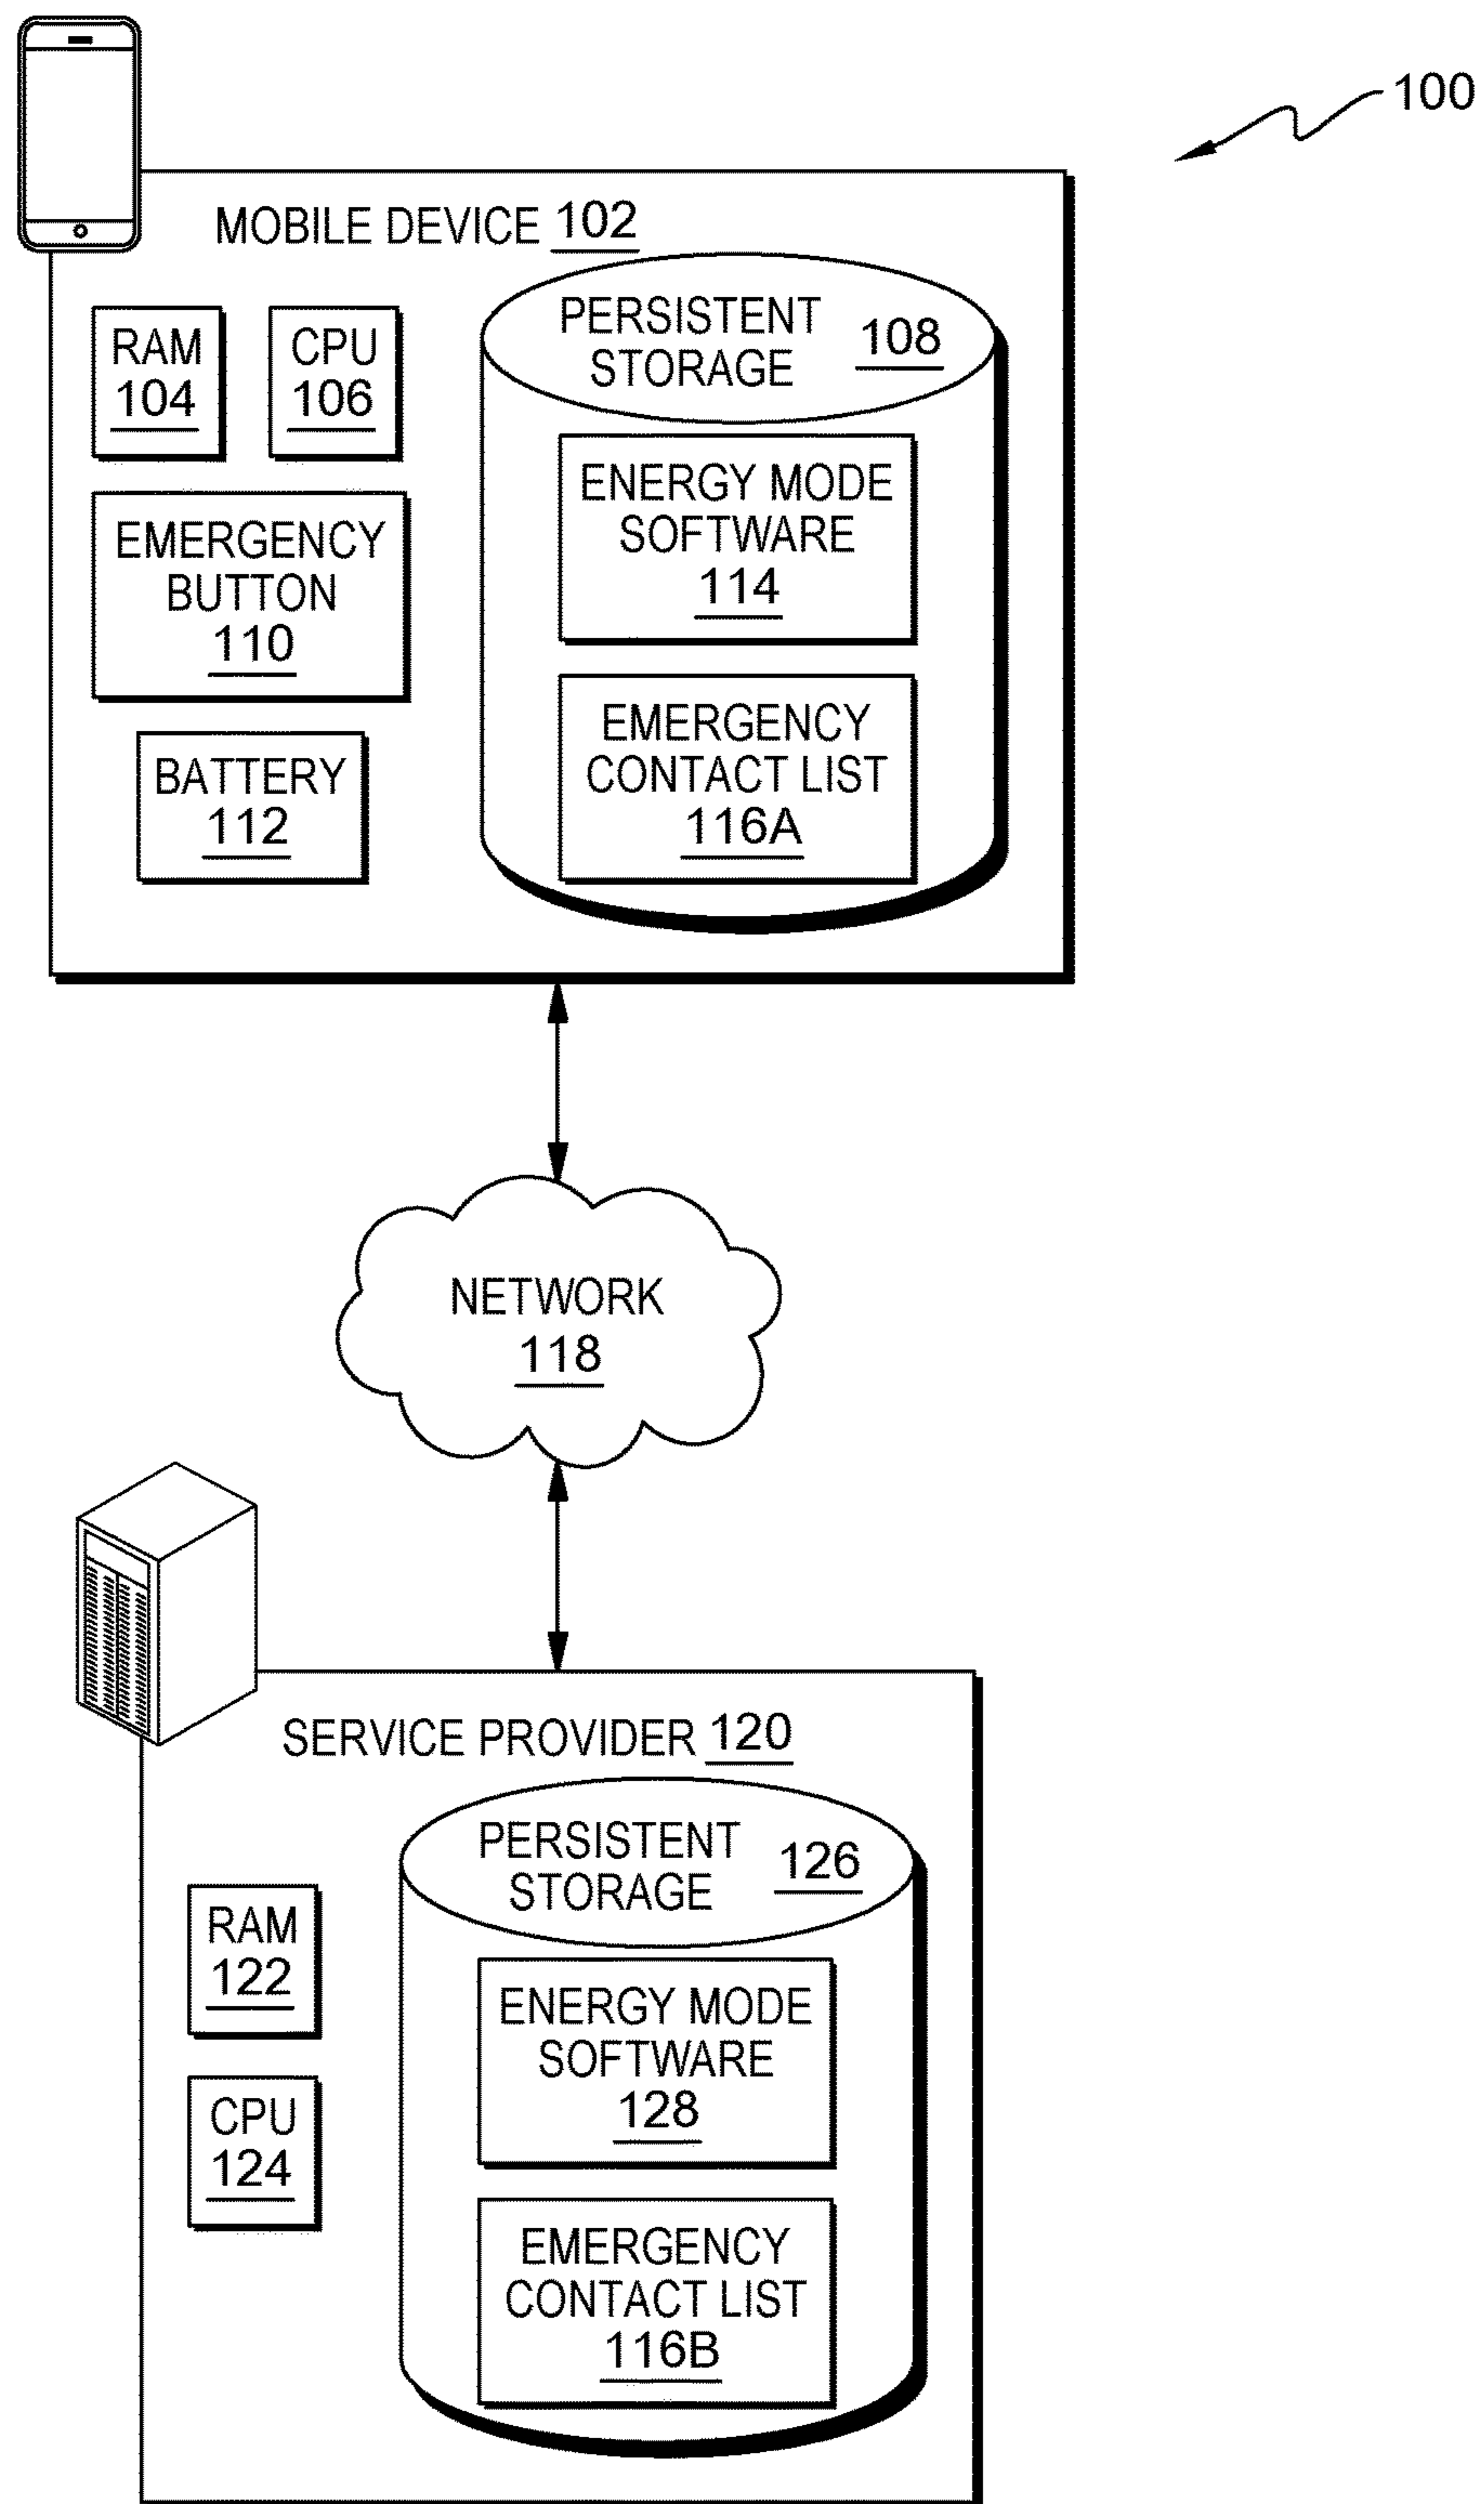 100
MOBILE DEVICE 102
RAM
104
CPU
106
PERSISTENT
STORAGE
108
EMERGENCY
BUTTON
110
BATTERY
112
ENERGY MODE
SOFTWARE
114
EMERGENCY
CONTACT LIST
116A
NETWORK
118
SERVICE PROVIDER 120
PERSISTENT
STORAGE
126
RAM
122
CPU
124
ENERGY MODE
SOFTWARE
128
EMERGENCY
CONTACT LIST
116B